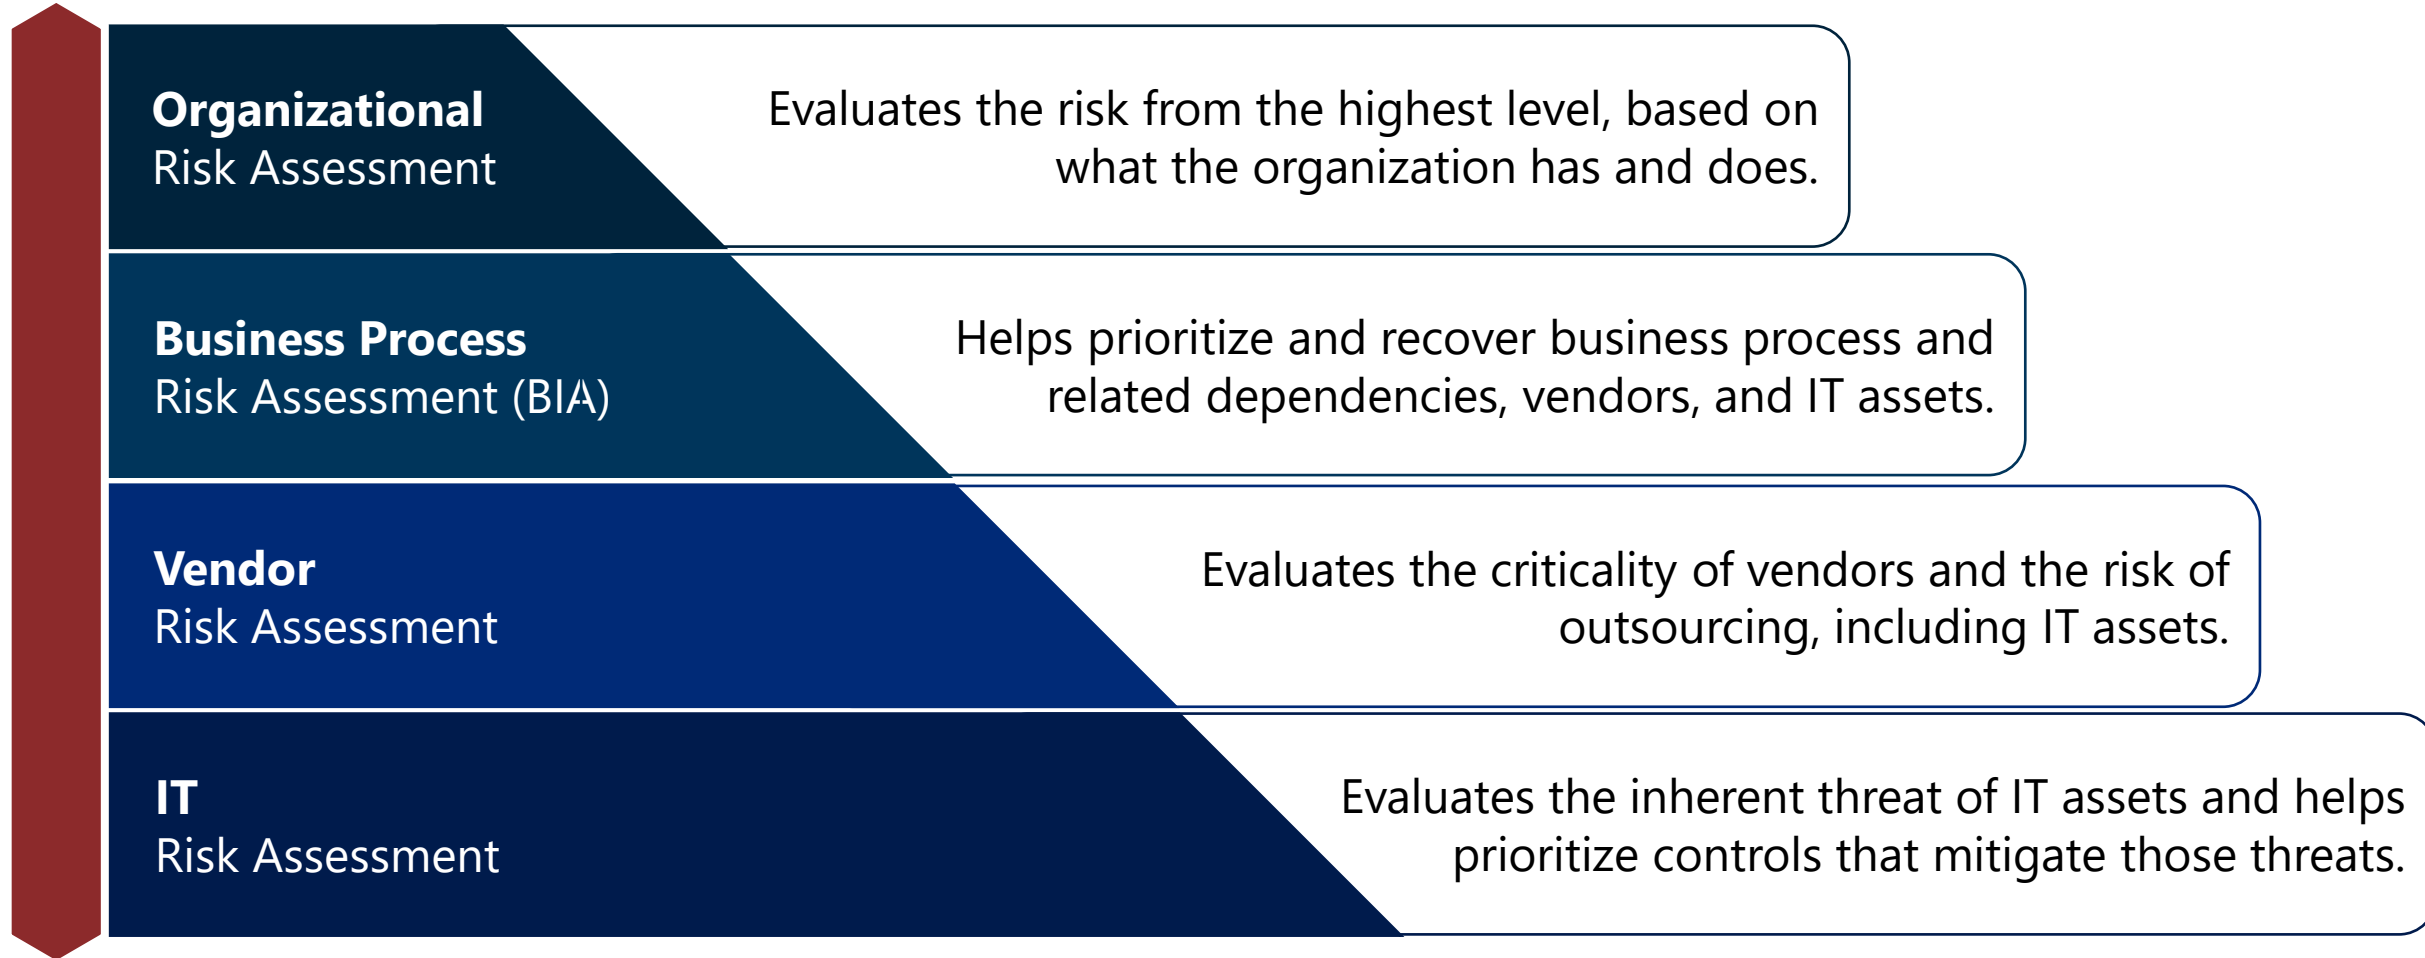 Organizational
Risk Assessment
Evaluates the risk from the highest level, based on
what the organization has and does.
Business Process
Risk Assessment (BIA)
Helps prioritize and recover business process and
related dependencies, vendors, and IT assets.
Vendor
Risk Assessment
Evaluates the criticality of vendors and the risk of
outsourcing, including IT assets.
IT
Risk Assessment
Evaluates the inherent threat of IT assets and helps
prioritize controls that mitigate those threats.